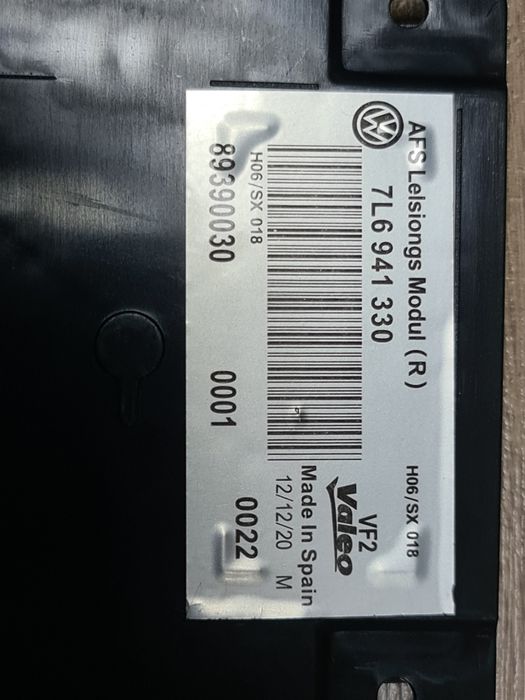 AFS Lelsiongs Modul (R)
H06/SX 018
7L6 941 330
VF2
Valeo
Made In Spain
12/12/20 M
H06/SX 018
89390030 0001 0022